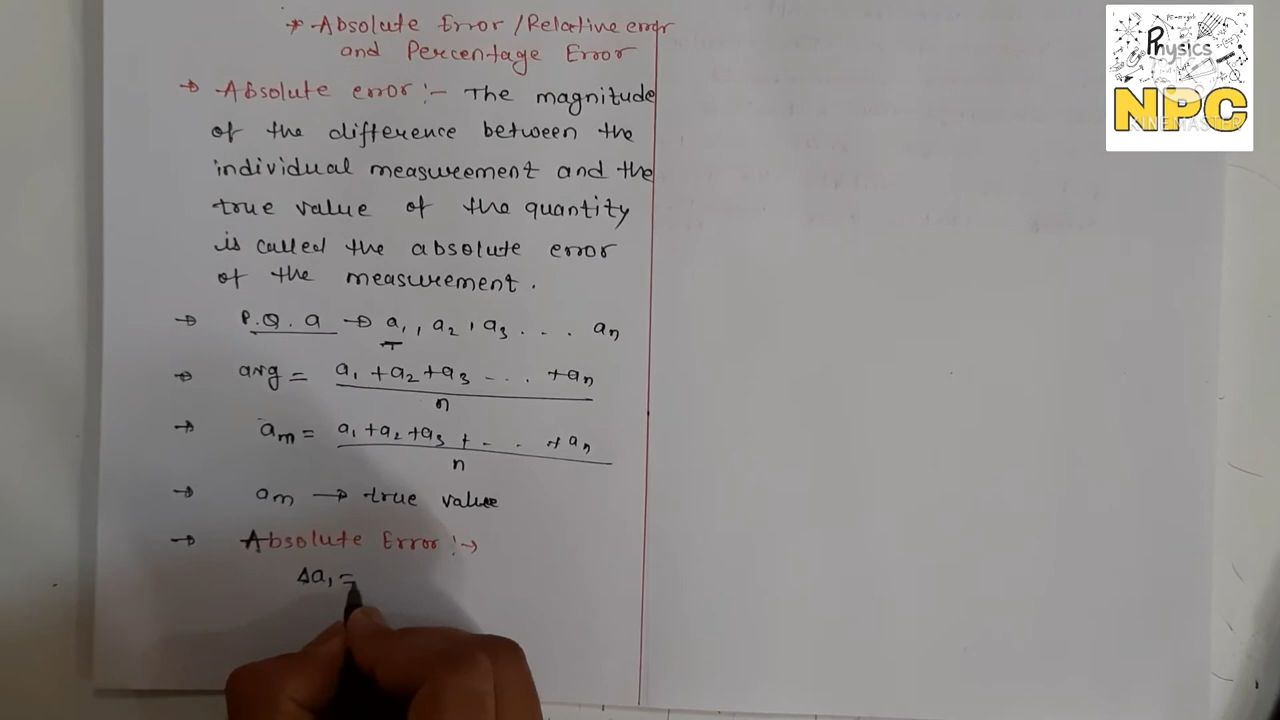 * Absolute Error / Relative error
and Percentage Error
→ Absolute error :- The magnitude
of the difference between the
individual measurement and the
true value of the quantity
is called the absolute error
of the measurement.
→ P.Q. a → a₁, a₂, a₃ ... aₙ
→ avg = a₁ + a₂ + a₃ ... + aₙ
n
→ aₘ = a₁ + a₂ + a₃ + ... + aₙ
n
→ aₘ → true value
→ Absolute Error :→
Δa₁ =
Physics
NPC
KINEMASTER